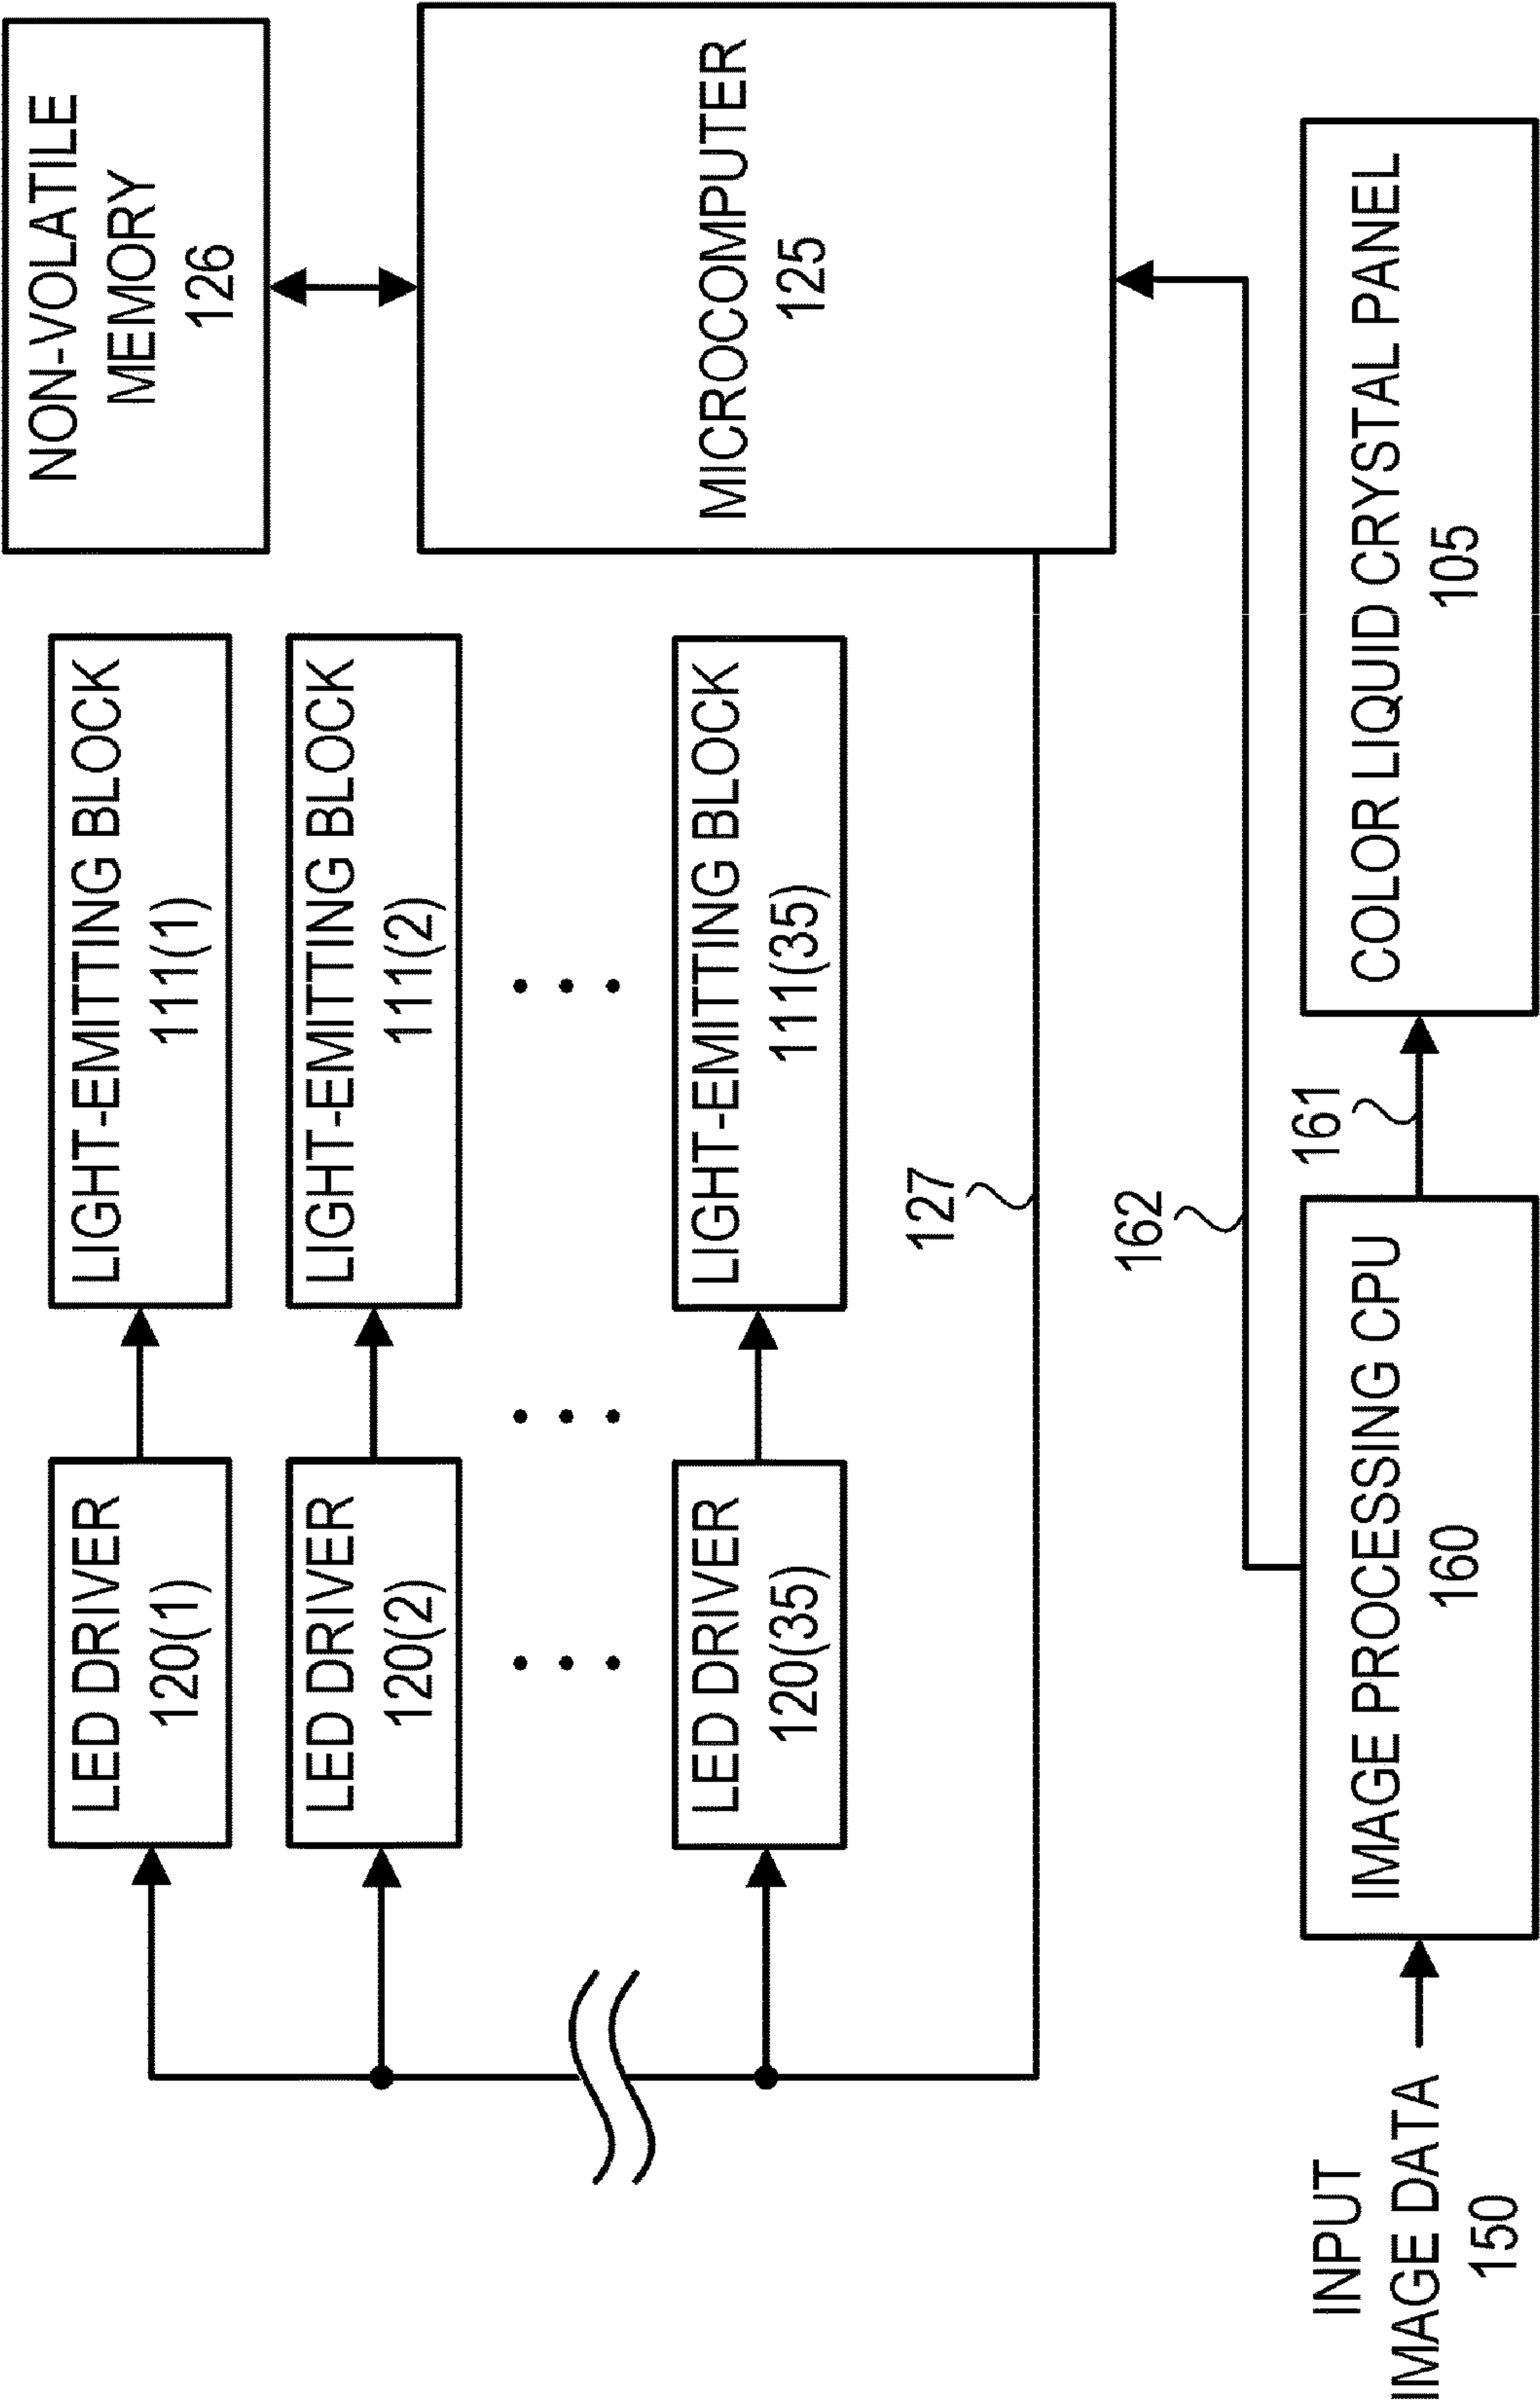 LED DRIVER
120(1)
LIGHT-EMITTING BLOCK
111(1)
NON-VOLATILE
MEMORY
126
LED DRIVER
120(2)
LIGHT-EMITTING BLOCK
111(2)
LED DRIVER
120(35)
LIGHT-EMITTING BLOCK
111(35)
MICROCOMPUTER
125
127
162
161
INPUT
IMAGE DATA
150
IMAGE PROCESSING CPU
160
COLOR LIQUID CRYSTAL PANEL
105